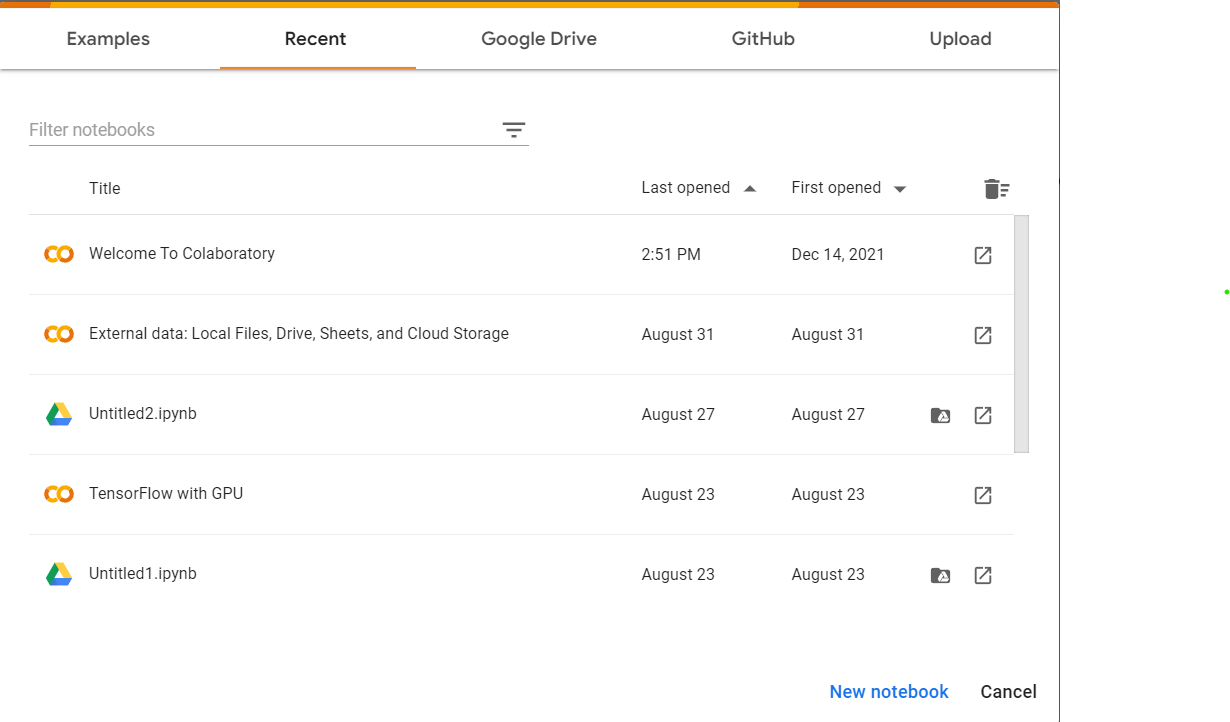 Examples Recent Google Drive GitHub Upload
Filter notebooks
Title Last opened First opened
Welcome To Colaboratory 2:51 PM Dec 14, 2021
External data: Local Files, Drive, Sheets, and Cloud Storage August 31 August 31
Untitled2.ipynb August 27 August 27
TensorFlow with GPU August 23 August 23
Untitled1.ipynb August 23 August 23
New notebook Cancel